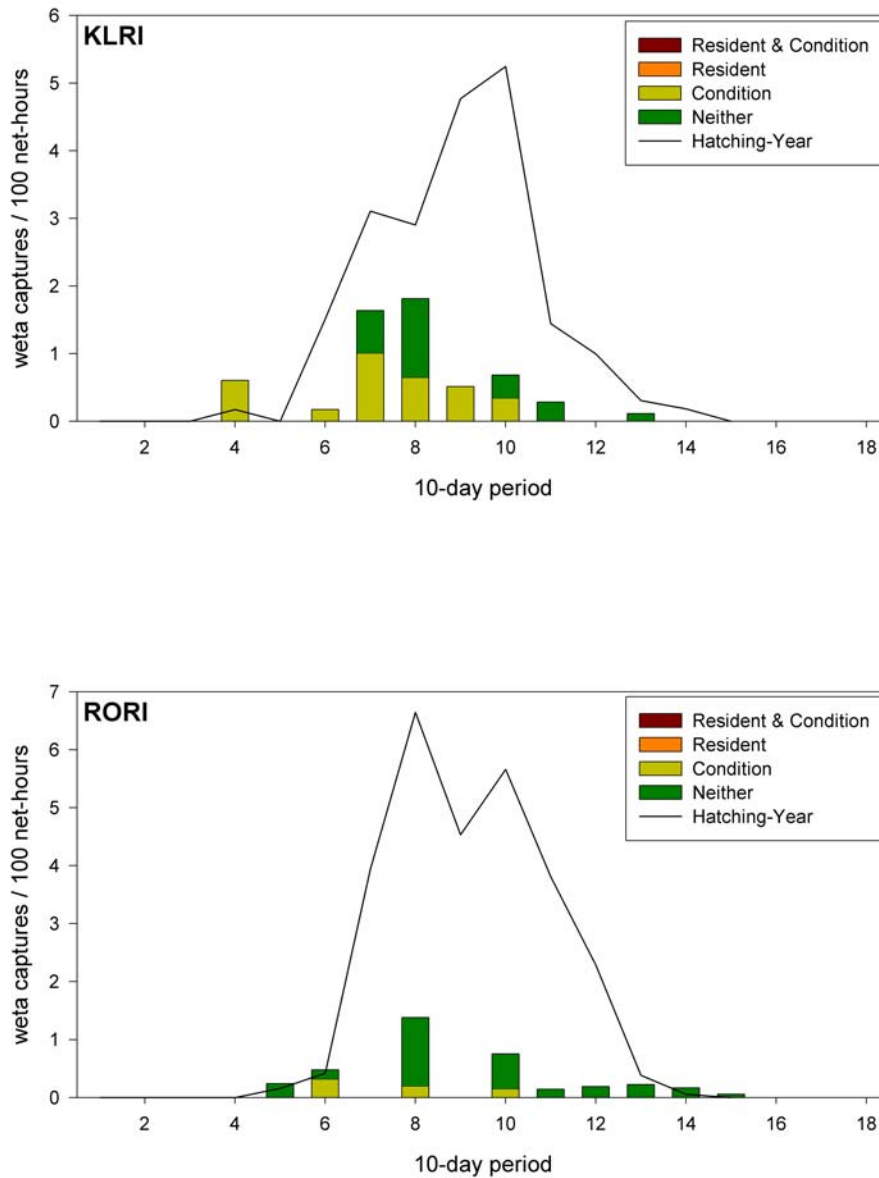 KLRI
Resident & Condition
Resident
Condition
Neither
Hatching-Year
weta captures / 100 net-hours
6
5
4
3
2
1
0
2 4 6 8 10 12 14 16 18
10-day period
RORI
Resident & Condition
Resident
Condition
Neither
Hatching-Year
weta captures / 100 net-hours
7
6
5
4
3
2
1
0
2 4 6 8 10 12 14 16 18
10-day period